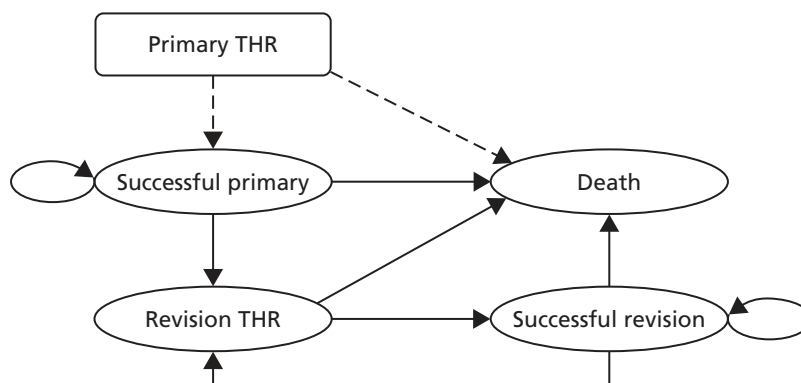 Primary THR
Successful primary
Death
Revision THR
Successful revision